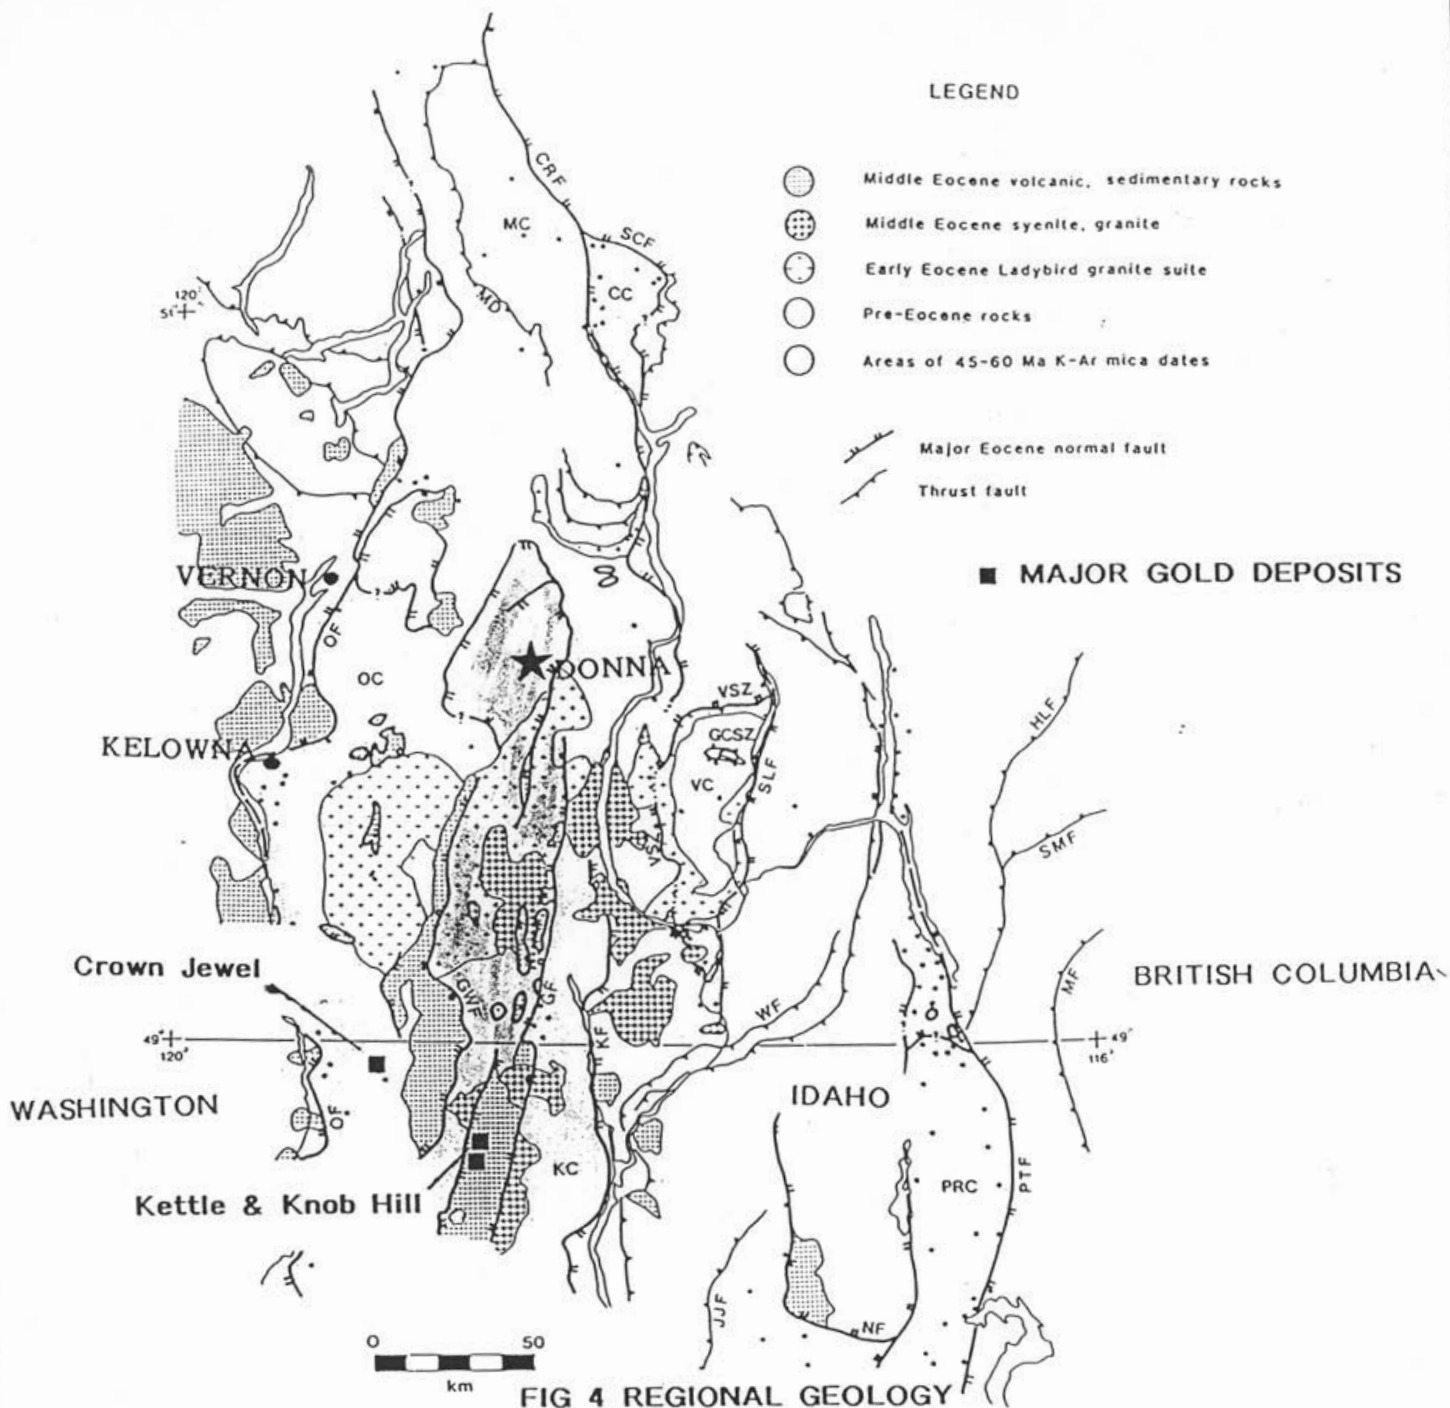 LEGEND
Middle Eocene volcanic, sedimentary rocks
Middle Eocene syenite, granite
Early Eocene Ladybird granite suite
Pre-Eocene rocks
Areas of 45-60 Ma K-Ar mica dates
Major Eocene normal fault
Thrust fault
MAJOR GOLD DEPOSITS
CRF
MC
SCF
CC
MD
120°
51°
VERNON
OF
DONNA
OC
VSZ
GCSZ
HLF
KELOWNA
VC
SLF
VSZ
SMF
Crown Jewel
BRITISH COLUMBIA
MF
GWF
GF
WF
KF
49°
120°
49°
116°
WASHINGTON
IDAHO
OF
KC
PRC
PTF
Kettle & Knob Hill
JJF
NF
0 50
km
FIG 4 REGIONAL GEOLOGY